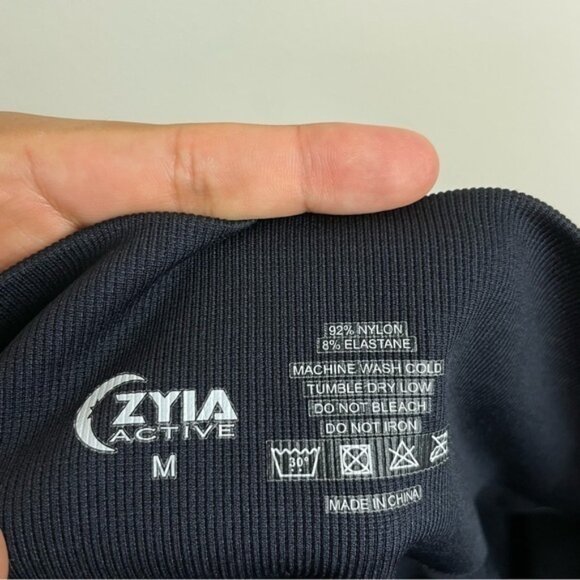 ZYIA
ACTIVE
M
92% NYLON
8% ELASTANE
MACHINE WASH COLD
TUMBLE DRY LOW
DO NOT BLEACH
DO NOT IRON
30°
MADE IN CHINA